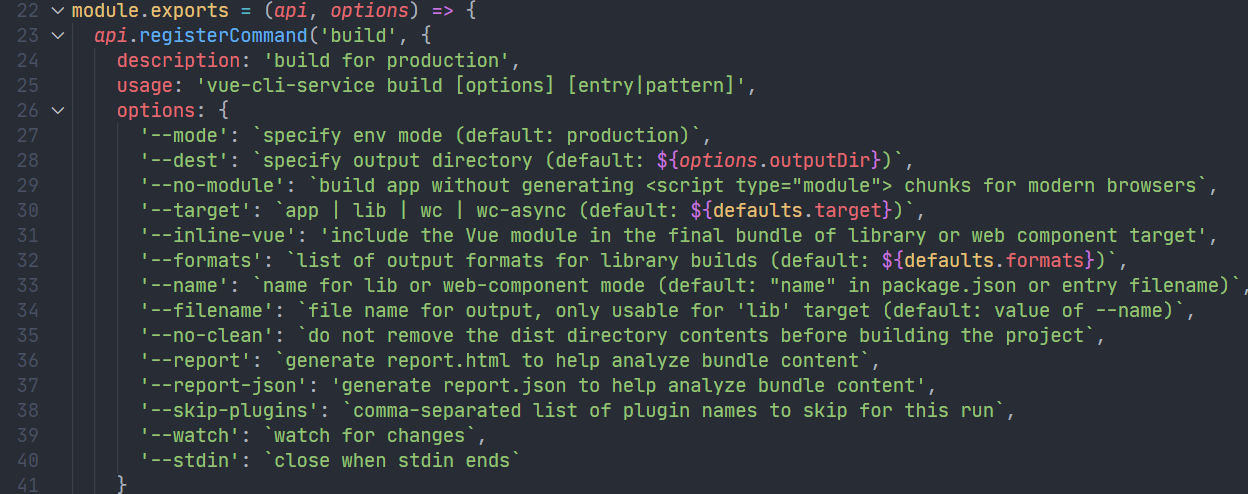 22 module.exports = (api, options) => {
23 api.registerCommand('build', {
24 description: 'build for production',
25 usage: 'vue-cli-service build [options] [entry|pattern]',
26 options: {
27 '--mode': `specify env mode (default: production)`,
28 '--dest': `specify output directory (default: ${options.outputDir})`,
29 '--no-module': `build app without generating <script type="module"> chunks for modern browsers`,
30 '--target': `app | lib | wc | wc-async (default: ${defaults.target})`,
31 '--inline-vue': 'include the Vue module in the final bundle of library or web component target',
32 '--formats': `list of output formats for library builds (default: ${defaults.formats})`,
33 '--name': `name for lib or web-component mode (default: "name" in package.json or entry filename)`,
34 '--filename': `file name for output, only usable for 'lib' target (default: value of --name)`,
35 '--no-clean': `do not remove the dist directory contents before building the project`,
36 '--report': `generate report.html to help analyze bundle content`,
37 '--report-json': 'generate report.json to help analyze bundle content',
38 '--skip-plugins': `comma-separated list of plugin names to skip for this run`,
39 '--watch': `watch for changes`,
40 '--stdin': `close when stdin ends`
41 }